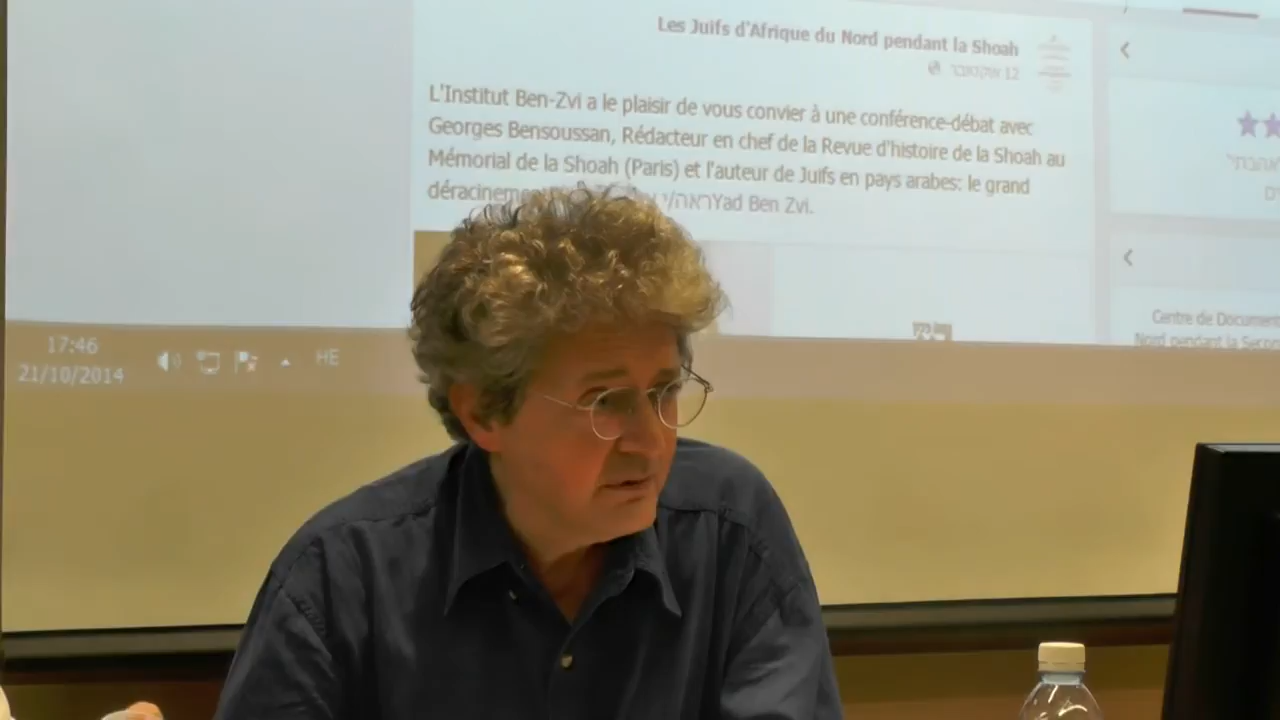 Les Juifs d'Afrique du Nord pendant la Shoah
12 אוקטובר
L'Institut Ben-Zvi a le plaisir de vous convier à une conférence-débat avec
Georges Bensoussan, Rédacteur en chef de la Revue d'histoire de la Shoah au
Mémorial de la Shoah (Paris) et l'auteur de Juifs en pays arabes: le grand
déracinem
ראה/י
Yad Ben Zvi.
Centre de Documen
Nord pendant la Secon
17:46
21/10/2014
HE